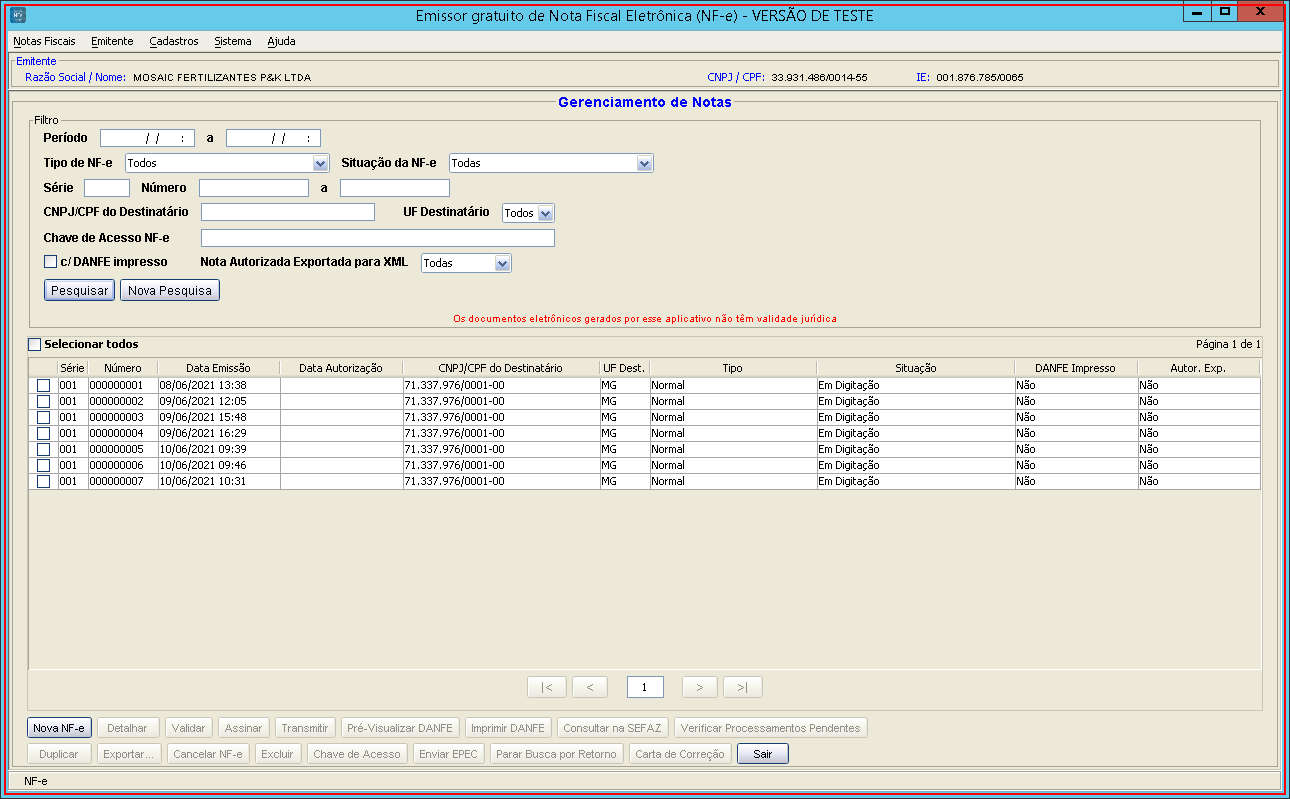 NF-e
Emissor gratuito de Nota Fiscal Eletrônica (NF-e) - VERSÃO DE TESTE
Notas Fiscais Emitente Cadastros Sistema Ajuda
Emitente
Razão Social / Nome: MOSAIC FERTILIZANTES P&K LTDA CNPJ / CPF: 33.931.486/0014-55 IE: 001.876.785/0065
Gerenciamento de Notas
Filtro
Período / / : a / / :
Tipo de NF-e Todos Situação da NF-e Todas
Série Número a
CNPJ/CPF do Destinatário UF Destinatário Todos
Chave de Acesso NF-e
c/ DANFE impresso Nota Autorizada Exportada para XML Todas
Pesquisar Nova Pesquisa
Os documentos eletrônicos gerados por esse aplicativo não têm validade jurídica
Selecionar todos Página 1 de 1
Série Número Data Emissão Data Autorização CNPJ/CPF do Destinatário UF Dest. Tipo Situação DANFE Impresso Autor. Exp.
001 000000001 08/06/2021 13:38 71.337.976/0001-00 MG Normal Em Digitação Não Não
001 000000002 09/06/2021 12:05 71.337.976/0001-00 MG Normal Em Digitação Não Não
001 000000003 09/06/2021 15:48 71.337.976/0001-00 MG Normal Em Digitação Não Não
001 000000004 09/06/2021 16:29 71.337.976/0001-00 MG Normal Em Digitação Não Não
001 000000005 10/06/2021 09:39 71.337.976/0001-00 MG Normal Em Digitação Não Não
001 000000006 10/06/2021 09:46 71.337.976/0001-00 MG Normal Em Digitação Não Não
001 000000007 10/06/2021 10:31 71.337.976/0001-00 MG Normal Em Digitação Não Não
|< < 1 > >|
Nova NF-e Detalhar Validar Assinar Transmitir Pré-Visualizar DANFE Imprimir DANFE Consultar na SEFAZ Verificar Processamentos Pendentes
Duplicar Exportar... Cancelar NF-e Excluir Chave de Acesso Enviar EPEC Parar Busca por Retorno Carta de Correção Sair
NF-e